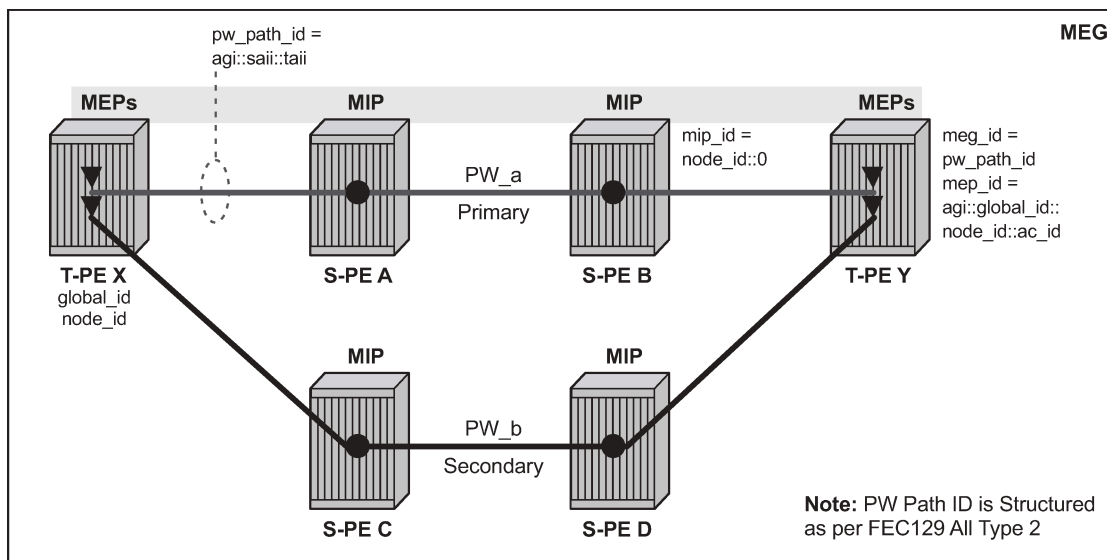 MEG
pw_path_id =
agi::saii::taii
MEPs
MIP
MIP
MEPs
mip_id =
node_id::0
meg_id =
pw_path_id
mep_id =
agi::global_id::
node_id::ac_id
PW_a
Primary
T-PE X
global_id
node_id
S-PE A
S-PE B
T-PE Y
MIP
MIP
PW_b
Secondary
S-PE C
S-PE D
Note: PW Path ID is Structured
as per FEC129 All Type 2